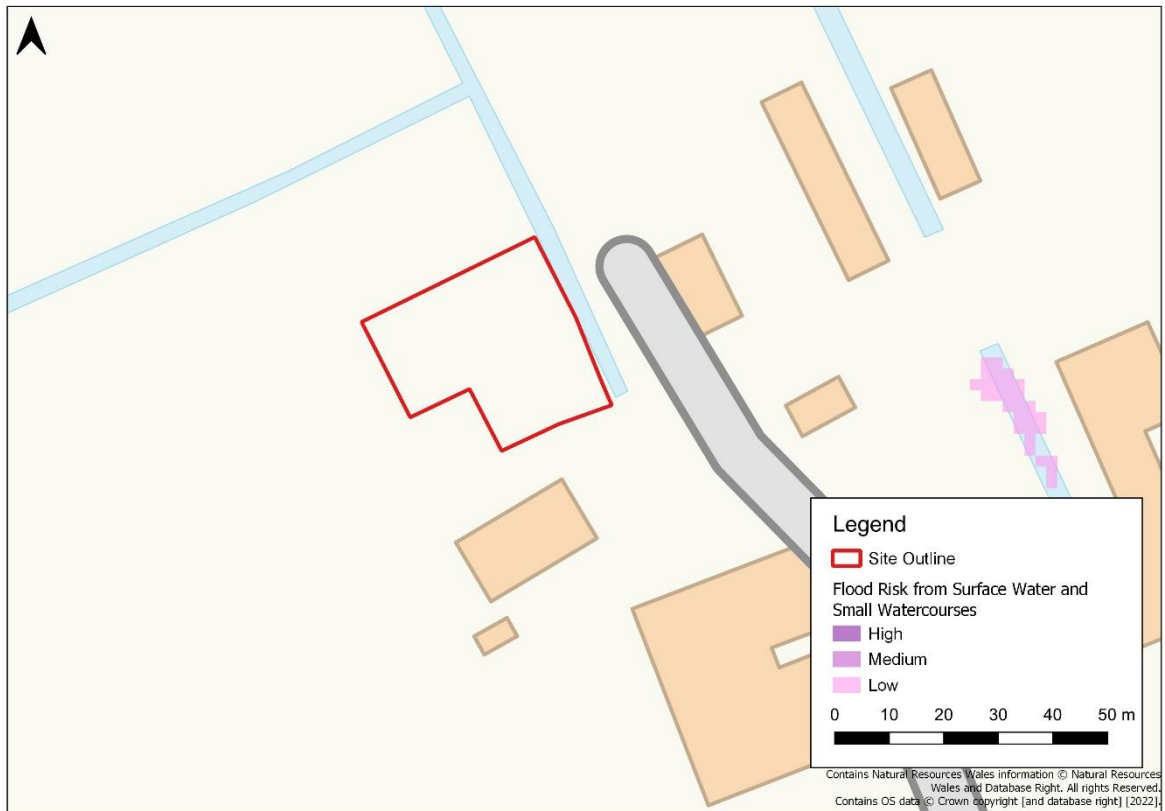 Legend
Site Outline
Flood Risk from Surface Water and
Small Watercourses
High
Medium
Low
0 10 20 30 40 50 m
Contains Natural Resources Wales information © Natural Resources
Wales and Database Right. All rights Reserved.
Contains OS data © Crown copyright [and database right] [2022].